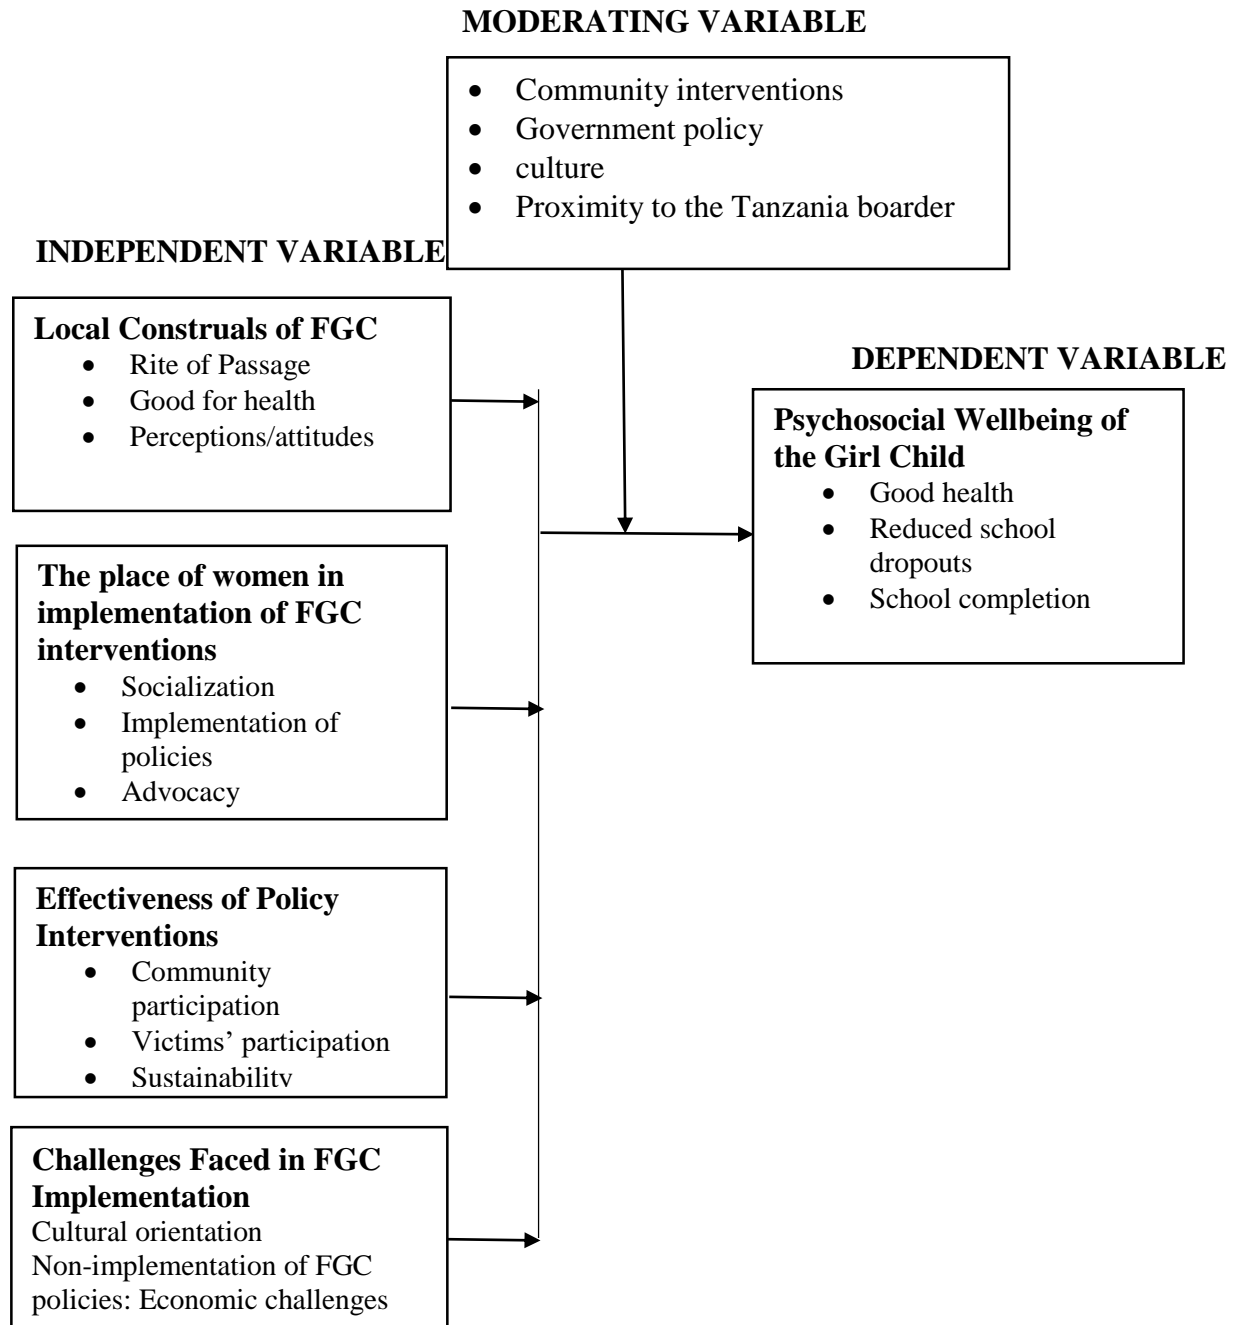 MODERATING VARIABLE
• Community interventions
• Government policy
• culture
• Proximity to the Tanzania boarder
INDEPENDENT VARIABLE
Local Construals of FGC
• Rite of Passage
• Good for health
• Perceptions/attitudes
DEPENDENT VARIABLE
Psychosocial Wellbeing of
the Girl Child
• Good health
• Reduced school
dropouts
• School completion
The place of women in
implementation of FGC
interventions
• Socialization
• Implementation of
policies
• Advocacy
Effectiveness of Policy
Interventions
• Community
participation
• Victims’ participation
• Sustainability
Challenges Faced in FGC
Implementation
Cultural orientation
Non-implementation of FGC
policies: Economic challenges